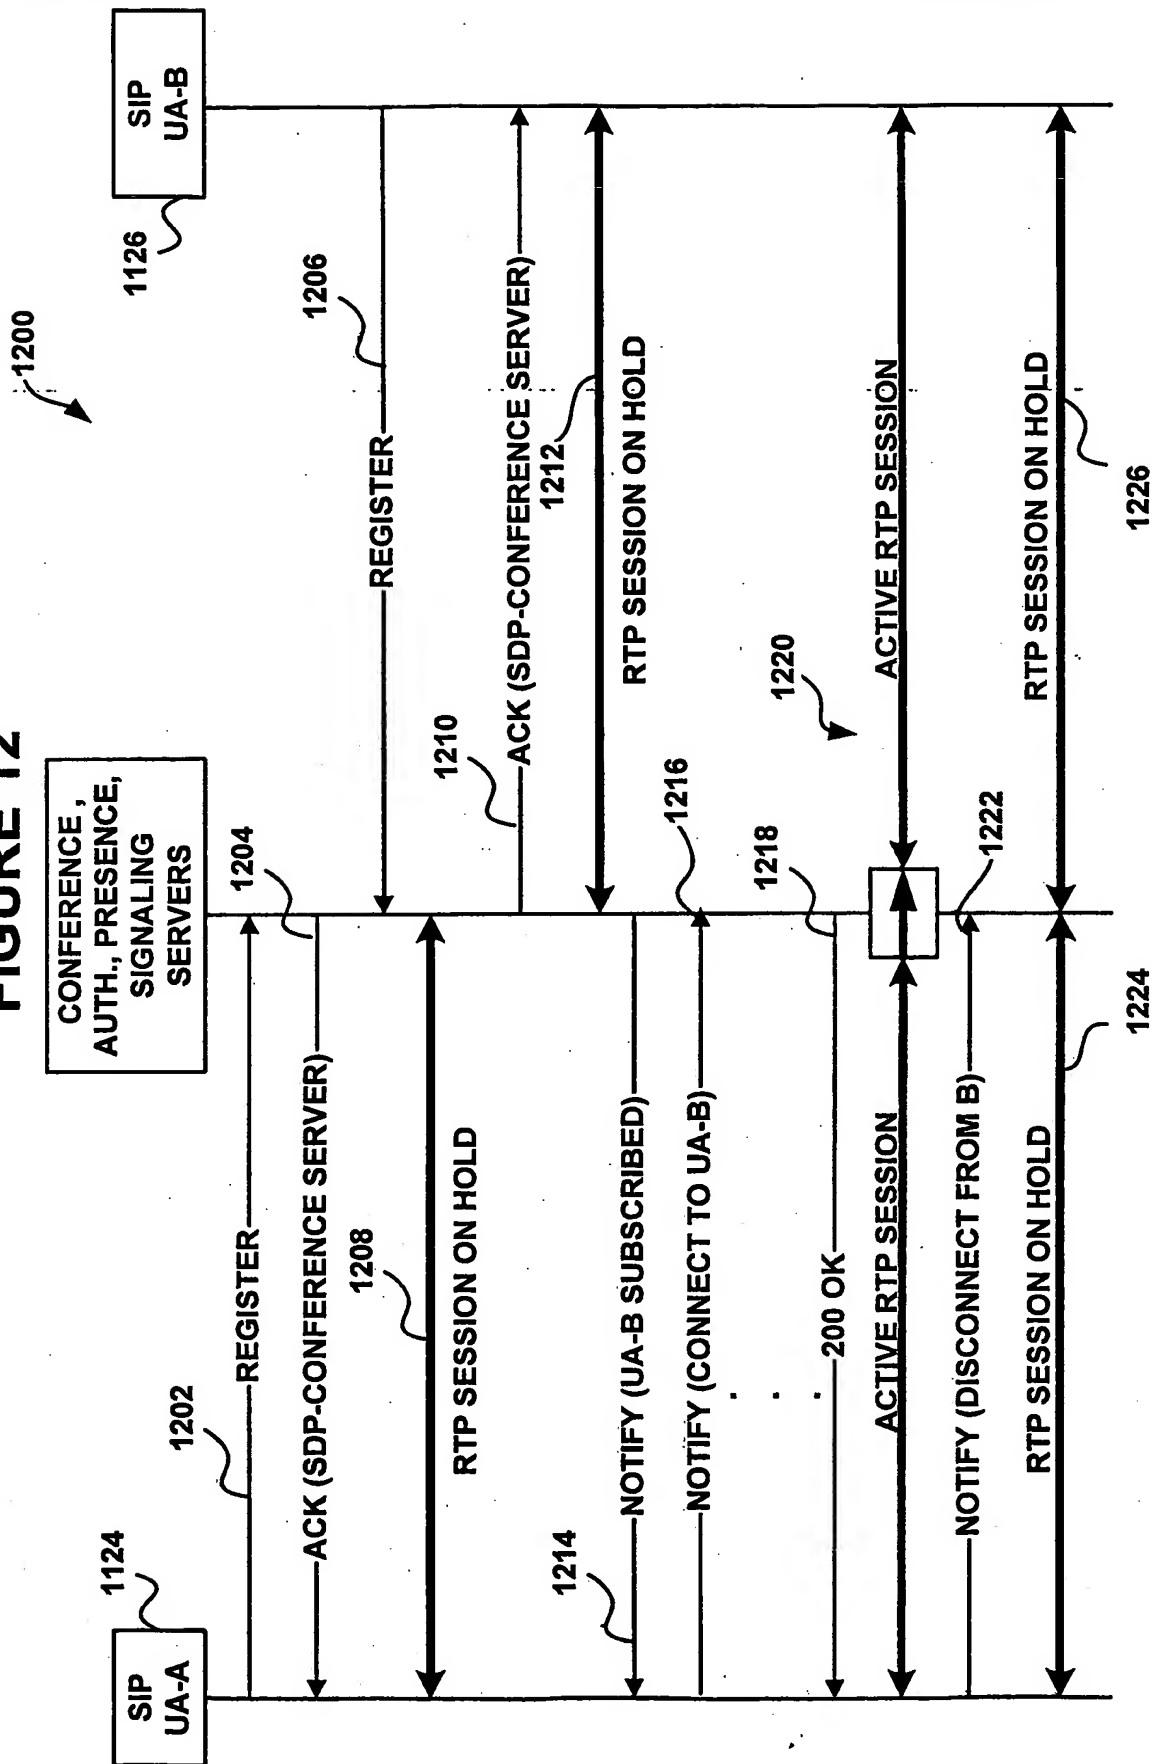 FIGURE 12
1200
SIP
UA-A
1124
CONFERENCE,
AUTH., PRESENCE,
SIGNALING
SERVERS
SIP
UA-B
1126
1202
REGISTER
1204
ACK (SDP-CONFERENCE SERVER)
REGISTER
1206
1208
RTP SESSION ON HOLD
1210
ACK (SDP-CONFERENCE SERVER)
1212
RTP SESSION ON HOLD
1214
NOTIFY (UA-B SUBSCRIBED)
NOTIFY (CONNECT TO UA-B)
1216
. . .
200 OK
1218
1220
ACTIVE RTP SESSION
ACTIVE RTP SESSION
NOTIFY (DISCONNECT FROM B)
1222
RTP SESSION ON HOLD
RTP SESSION ON HOLD
1224
1226